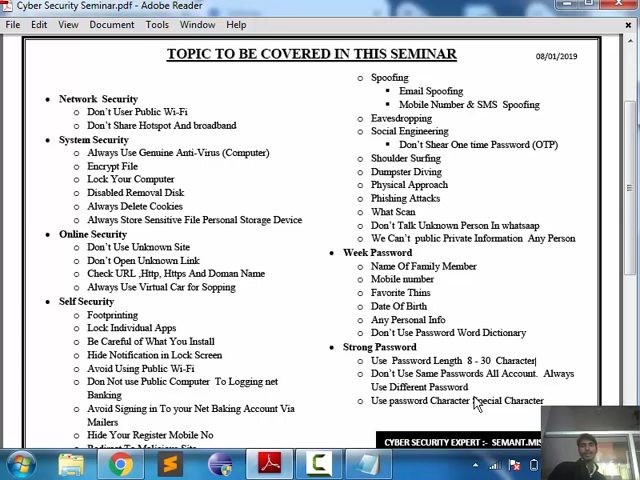 Cyber Security Seminar.pdf - Adobe Reader
File Edit View Document Tools Window Help
TOPIC TO BE COVERED IN THIS SEMINAR
08/01/2019
Network Security
Don't User Public Wi-Fi
Don't Share Hotspot And broadband
System Security
Always Use Genuine Anti-Virus (Computer)
Encrypt File
Lock Your Computer
Disabled Removal Disk
Always Delete Cookies
Always Store Sensitive File Personal Storage Device
Online Security
Don't Use Unknown Site
Don't Open Unknown Link
Check URL ,Http, Https And Doman Name
Always Use Virtual Car for Sopping
Self Security
Footprinting
Lock Individual Apps
Be Careful of What You Install
Hide Notification in Lock Screen
Avoid Using Public Wi-Fi
Don Not use Public Computer To Logging net
Banking
Avoid Signing in To your Net Baking Account Via
Mailers
Hide Your Register Mobile No
Redirect To Malicious Site
Spoofing
Email Spoofing
Mobile Number & SMS Spoofing
Eavesdropping
Social Engineering
Don't Shear One time Password (OTP)
Shoulder Surfing
Dumpster Diving
Physical Approach
Phishing Attacks
What Scan
Don't Talk Unknown Person In whatsaap
We Can't public Private Information Any Person
Week Password
Name Of Family Member
Mobile number
Favorite Thins
Date Of Birth
Any Personal Info
Don't Use Password Word Dictionary
Strong Password
Use Password Length 8 - 30 Character
Don't Use Same Passwords All Account. Always
Use Different Password
Use password Character Special Character
CYBER SECURITY EXPERT :- SEMANT.MIS